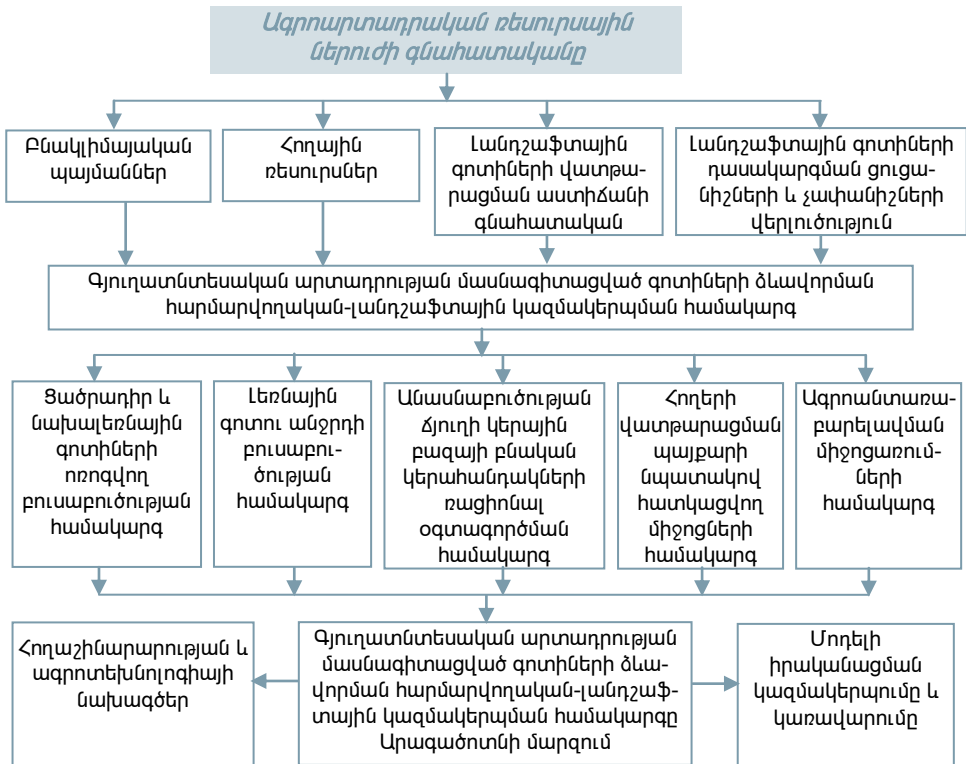 Ագրոարտադրական ռեսուրսային
ներուժի գնահատականը
Բնակլիմայական
պայմաններ
Հողային
ռեսուրսներ
Լանդշաֆտային
գոտիների վատթա-
րացման աստիճանի
գնահատական
Լանդշաֆտային գոտիների
դասակարգման ցուցա-
նիշների և չափանիշների
վերլուծություն
Գյուղատնտեսական արտադրության մասնագիտացված գոտիների ձևավորման
հարմարվողական-լանդշաֆտային կազմակերպման համակարգ
Ցածրադիր և
նախալեռնային
գոտիների
ոռոգվող
բուսաբուծության
համակարգ
Լեռնային
գոտու անջրդի
բուսաբու-
ծության
համակարգ
Անասնաբուծության
ճյուղի կերային
բազայի բնական
կերահանդակների
ռացիոնալ
օգտագործման
համակարգ
Հողերի
վատթարացման
պայքարի
նպատակով
հատկացվող
միջոցների
համակարգ
Ագրոանտառա-
բարելավման
միջոցառում-
ների
համակարգ
Հողաշինարարության և
ագրոտեխնոլոգիայի
նախագծեր
Գյուղատնտեսական արտադրության
մասնագիտացված գոտիների ձևա-
վորման հարմարվողական-լանդշաֆ-
տային կազմակերպման համակարգը
Արագածոտնի մարզում
Մոդելի
իրականացման
կազմակերպումը և
կառավարումը